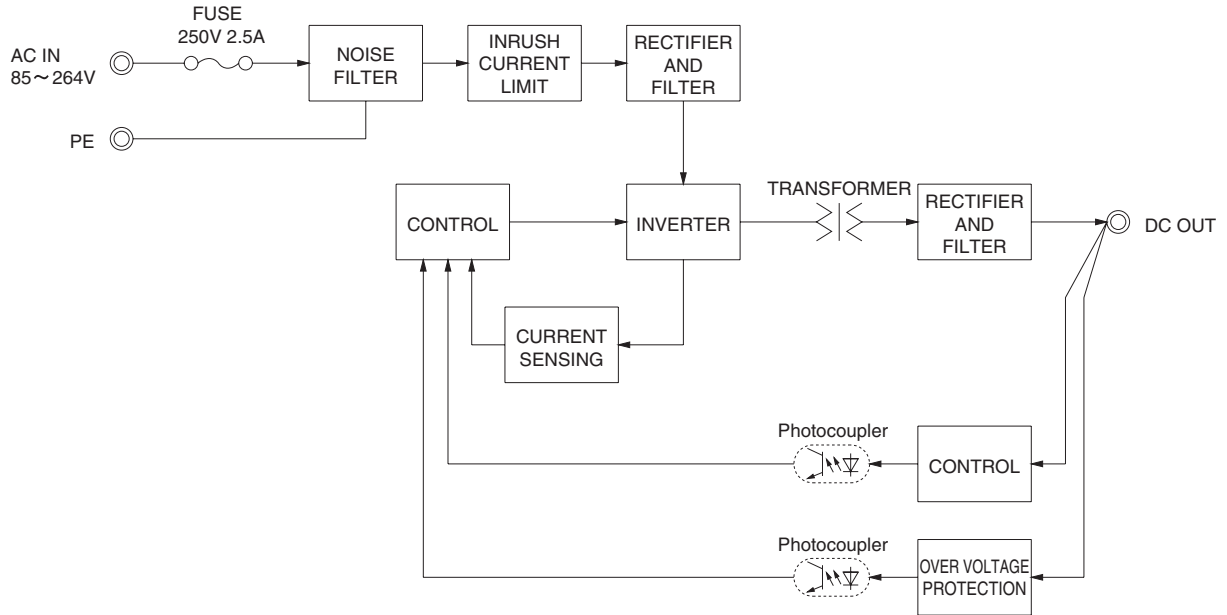 FUSE
250V 2.5A
AC IN
85～264V
NOISE
FILTER
INRUSH
CURRENT
LIMIT
RECTIFIER
AND
FILTER
PE
CONTROL
INVERTER
TRANSFORMER
RECTIFIER
AND
FILTER
DC OUT
CURRENT
SENSING
Photocoupler
CONTROL
Photocoupler
OVER VOLTAGE
PROTECTION